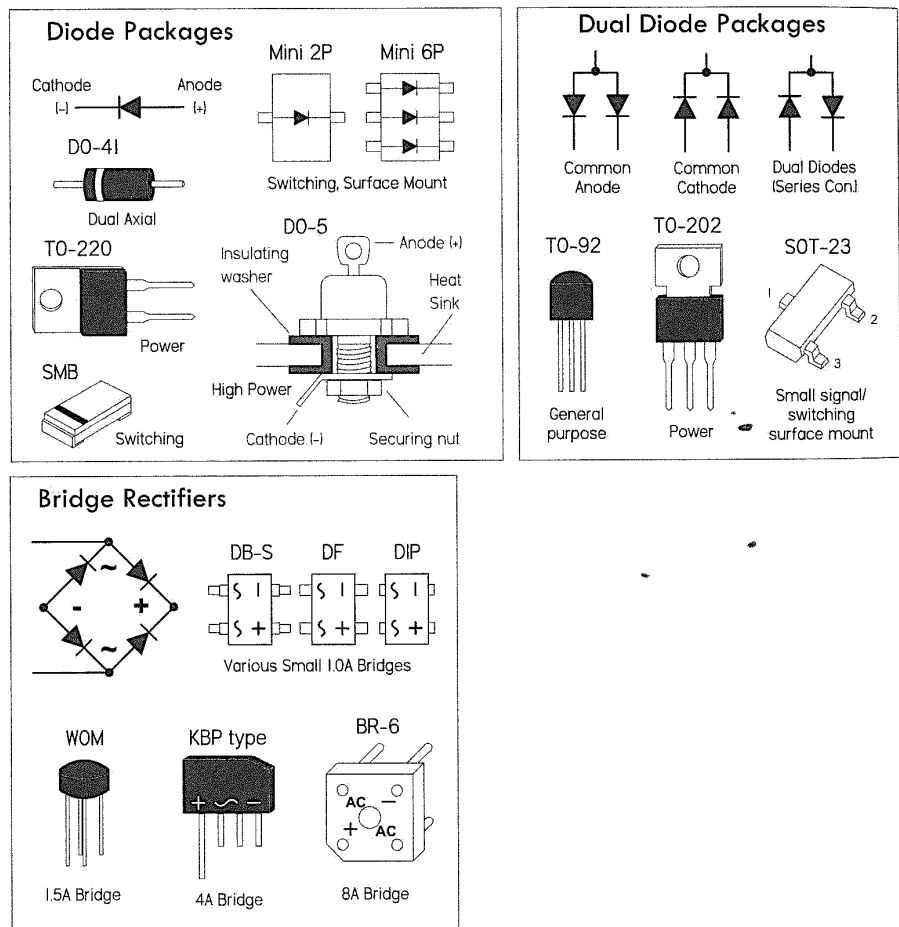 Diode Packages
Cathode
(-)
Anode
(+)
Mini 2P
Mini 6P
DO-41
Switching, Surface Mount
Dual Axial
TO-220
Power
DO-5
Anode (+)
Insulating
washer
Heat
Sink
SMB
Switching
High Power
Cathode (-)
Securing nut
Dual Diode Packages
Common
Anode
Common
Cathode
Dual Diodes
(Series Con.)
TO-92
TO-202
SOT-23
1
2
3
General
purpose
Power
Small signal/
switching
surface mount
Bridge Rectifiers
~
- +
~
DB-S
DF
DIP
Various Small 1.0A Bridges
WOM
KBP type
BR-6
+ ~ -
AC -
+ AC
1.5A Bridge
4A Bridge
8A Bridge